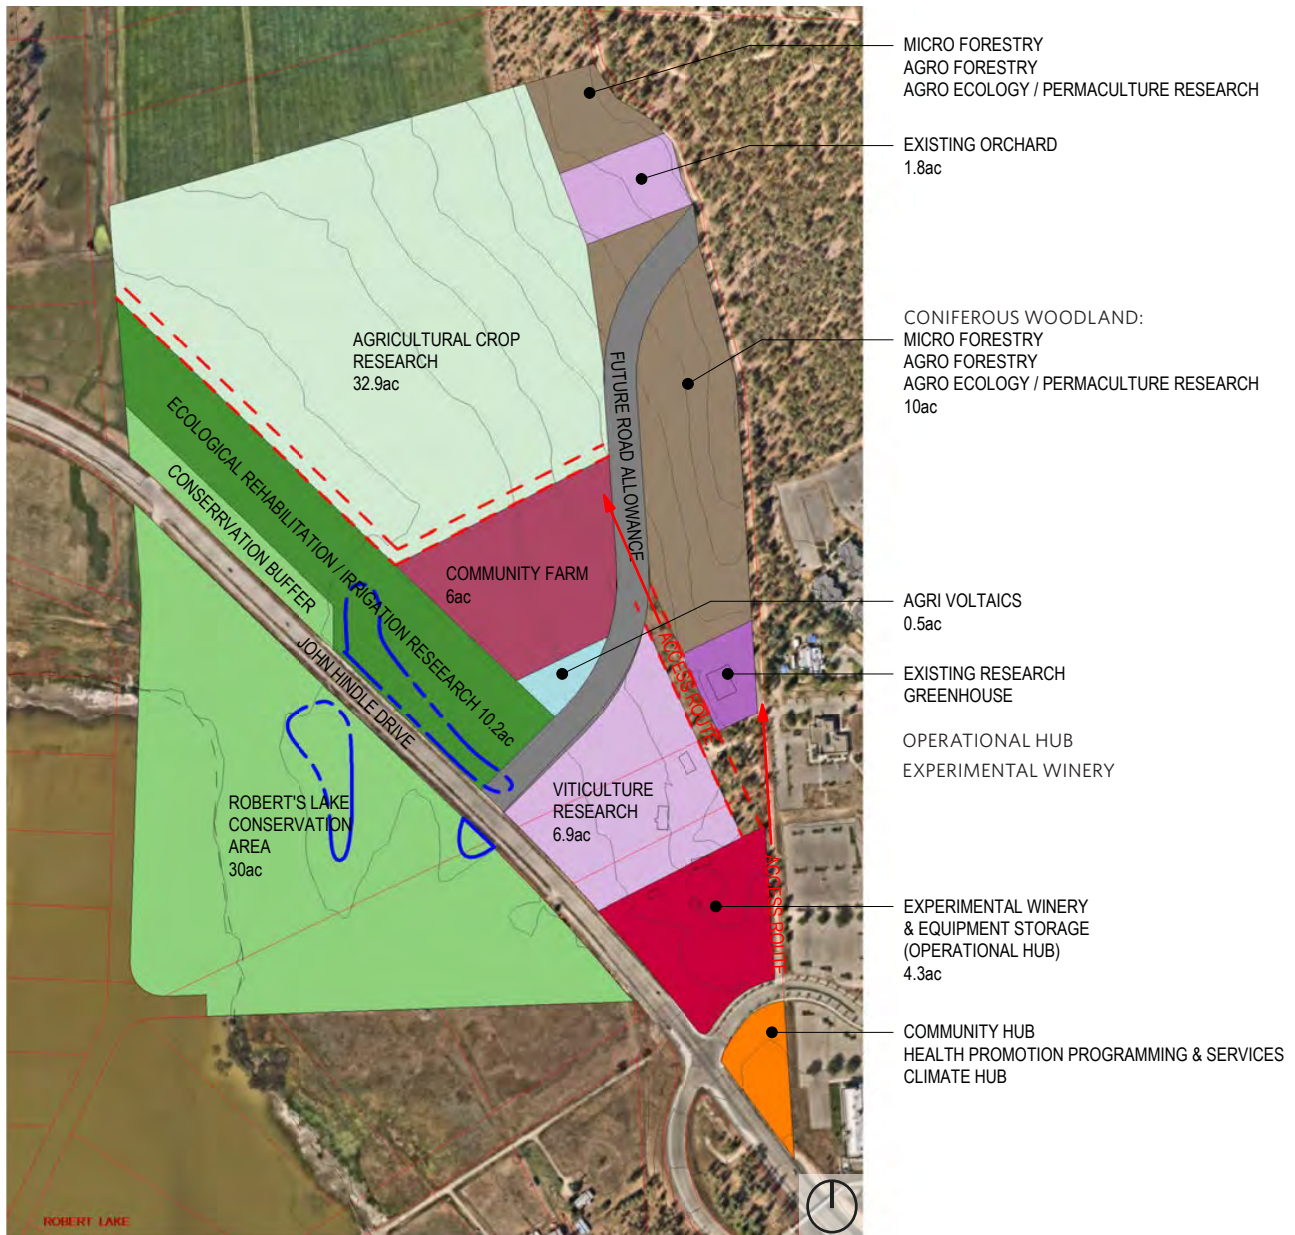 MICRO FORESTRY
AGRO FORESTRY
AGRO ECOLOGY / PERMACULTURE RESEARCH
EXISTING ORCHARD
1.8ac
CONIFEROUS WOODLAND:
MICRO FORESTRY
AGRO FORESTRY
AGRO ECOLOGY / PERMACULTURE RESEARCH
10ac
AGRICULTURAL CROP
RESEARCH
32.9ac
FUTURE ROAD ALLOWANCE
ECOLOGICAL REHABILITATION / IRRIGATION RESEEARCH 10.2ac
CONSERRVATION BUFFER
JOHN HINDLE DRIVE
COMMUNITY FARM
6ac
AGRI VOLTAICS
0.5ac
ACCESS ROUTE
EXISTING RESEARCH
GREENHOUSE
OPERATIONAL HUB
EXPERIMENTAL WINERY
VITICULTURE
RESEARCH
6.9ac
ROBERT'S LAKE
CONSERVATION
AREA
30ac
ACCESS ROUTE
EXPERIMENTAL WINERY
& EQUIPMENT STORAGE
(OPERATIONAL HUB)
4.3ac
COMMUNITY HUB
HEALTH PROMOTION PROGRAMMING & SERVICES
CLIMATE HUB
ROBERT LAKE